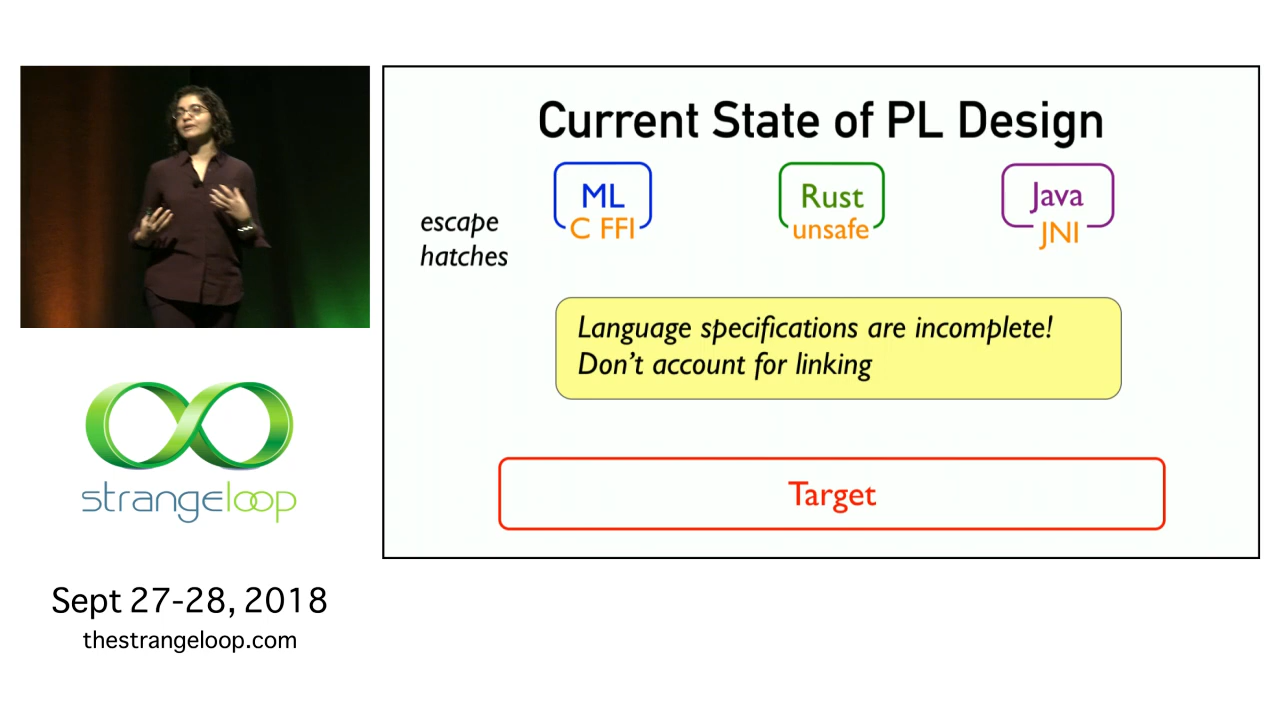 Current State of PL Design
escape
hatches
ML
C FFI
Rust
unsafe
Java
JNI
Language specifications are incomplete!
Don't account for linking
Target
strangeloop
Sept 27-28, 2018
thestrangeloop.com